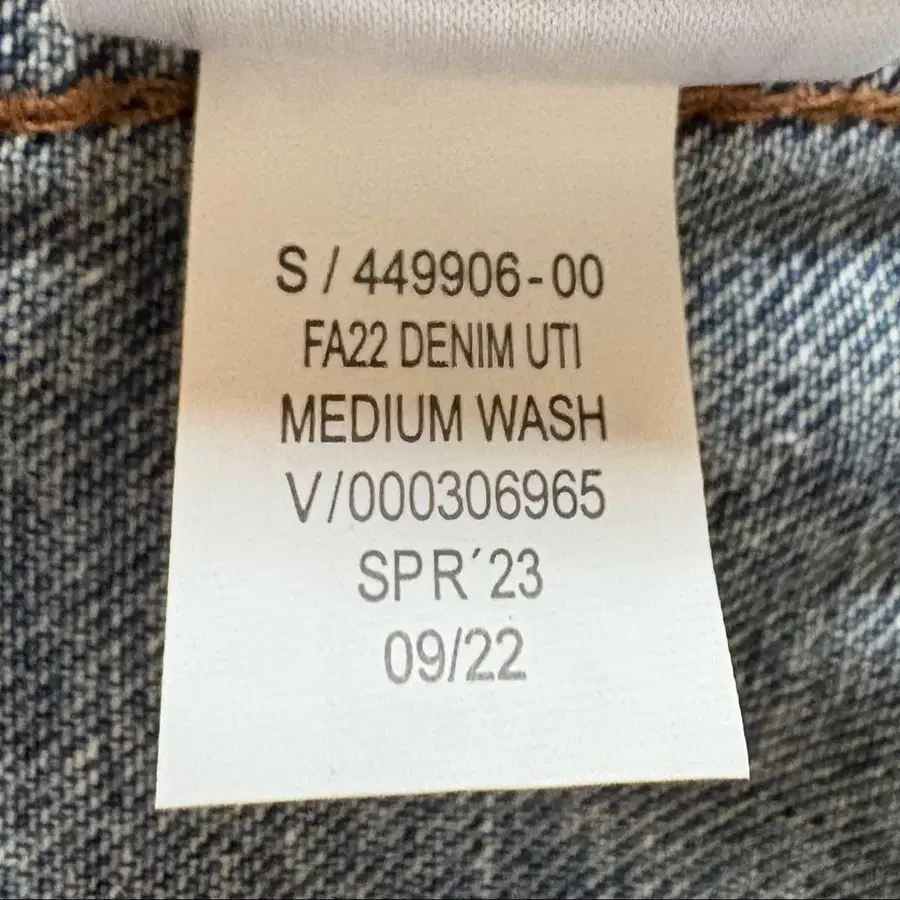 S / 449906-00
FA22 DENIM UTI
MEDIUM WASH
V/000306965
SPR´23
09/22